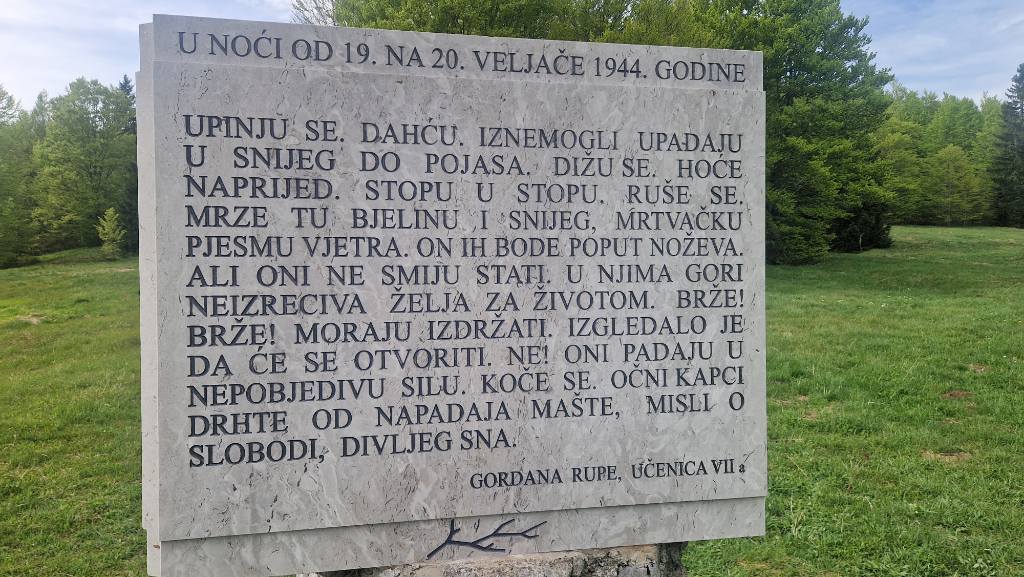 U NOĆI OD 19. NA 20. VELJAČE 1944. GODINE
UPINJU SE. DAHĆU. IZNEMOGLI UPADAJU
U SNIJEG DO POJASA. DIŽU SE. HOĆE
NAPRIJED. STOPU U STOPU. RUŠE SE.
MRZE TU BJELINU I SNIJEG, MRTVAČKU
PJESMU VJETRA. ON IH BODE POPUT NOŽEVA.
ALI ONI NE SMIJU STATI. U NJIMA GORI
NEIZRECIVA ŽELJA ZA ŽIVOTOM. BRŽE!
BRŽE! MORAJU IZDRŽATI. IZGLEDALO JE
DA ĆE SE OTVORITI. NE! ONI PADAJU U
NEPOBJEDIVU SILU. KOČE SE. OČNI KAPCI
DRHTE OD NAPADAJA MAŠTE, MISLI O
SLOBODI, DIVLJEG SNA.
GORDANA RUPE, UČENICA VII a